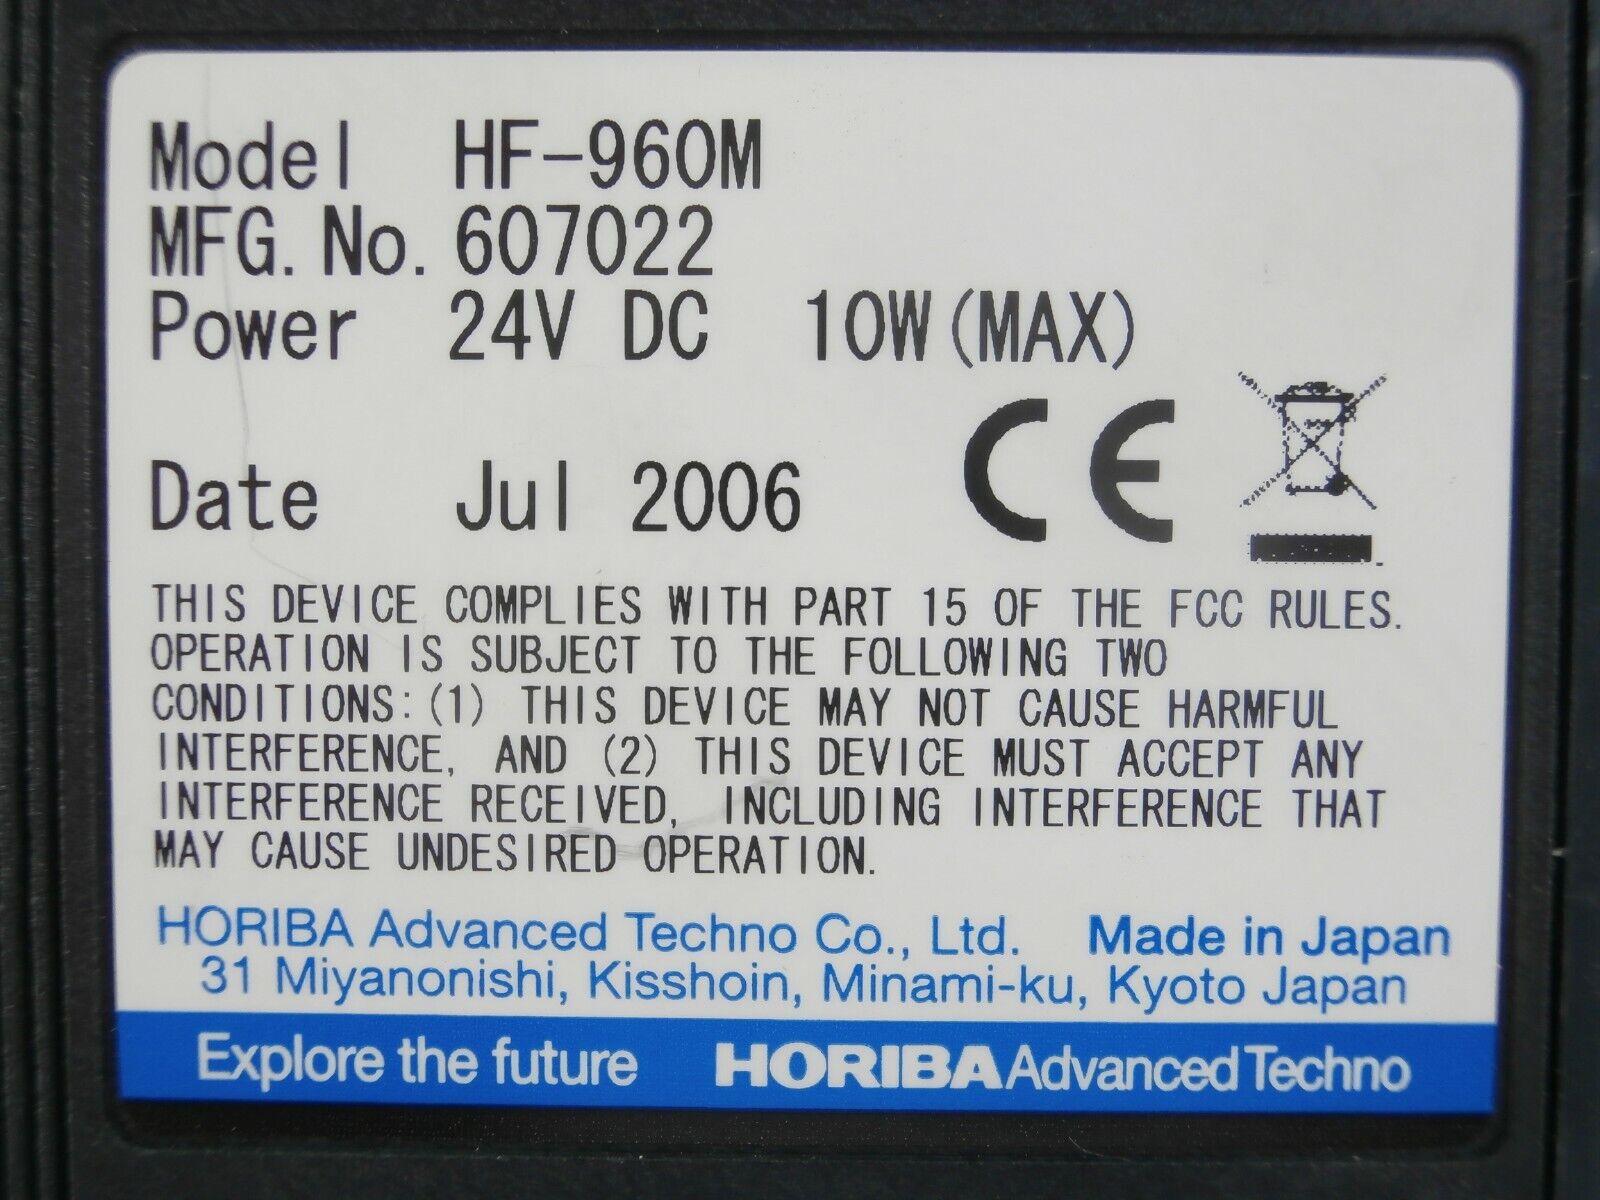 Model HF-960M
MFG. No. 607022
Power 24V DC 10W (MAX)
Date Jul 2006 CE
THIS DEVICE COMPLIES WITH PART 15 OF THE FCC RULES.
OPERATION IS SUBJECT TO THE FOLLOWING TWO
CONDITIONS: (1) THIS DEVICE MAY NOT CAUSE HARMFUL
INTERFERENCE, AND (2) THIS DEVICE MUST ACCEPT ANY
INTERFERENCE RECEIVED, INCLUDING INTERFERENCE THAT
MAY CAUSE UNDESIRED OPERATION.
HORIBA Advanced Techno Co., Ltd. Made in Japan
31 Miyanonishi, Kisshoin, Minami-ku, Kyoto Japan
Explore the future HORIBA Advanced Techno